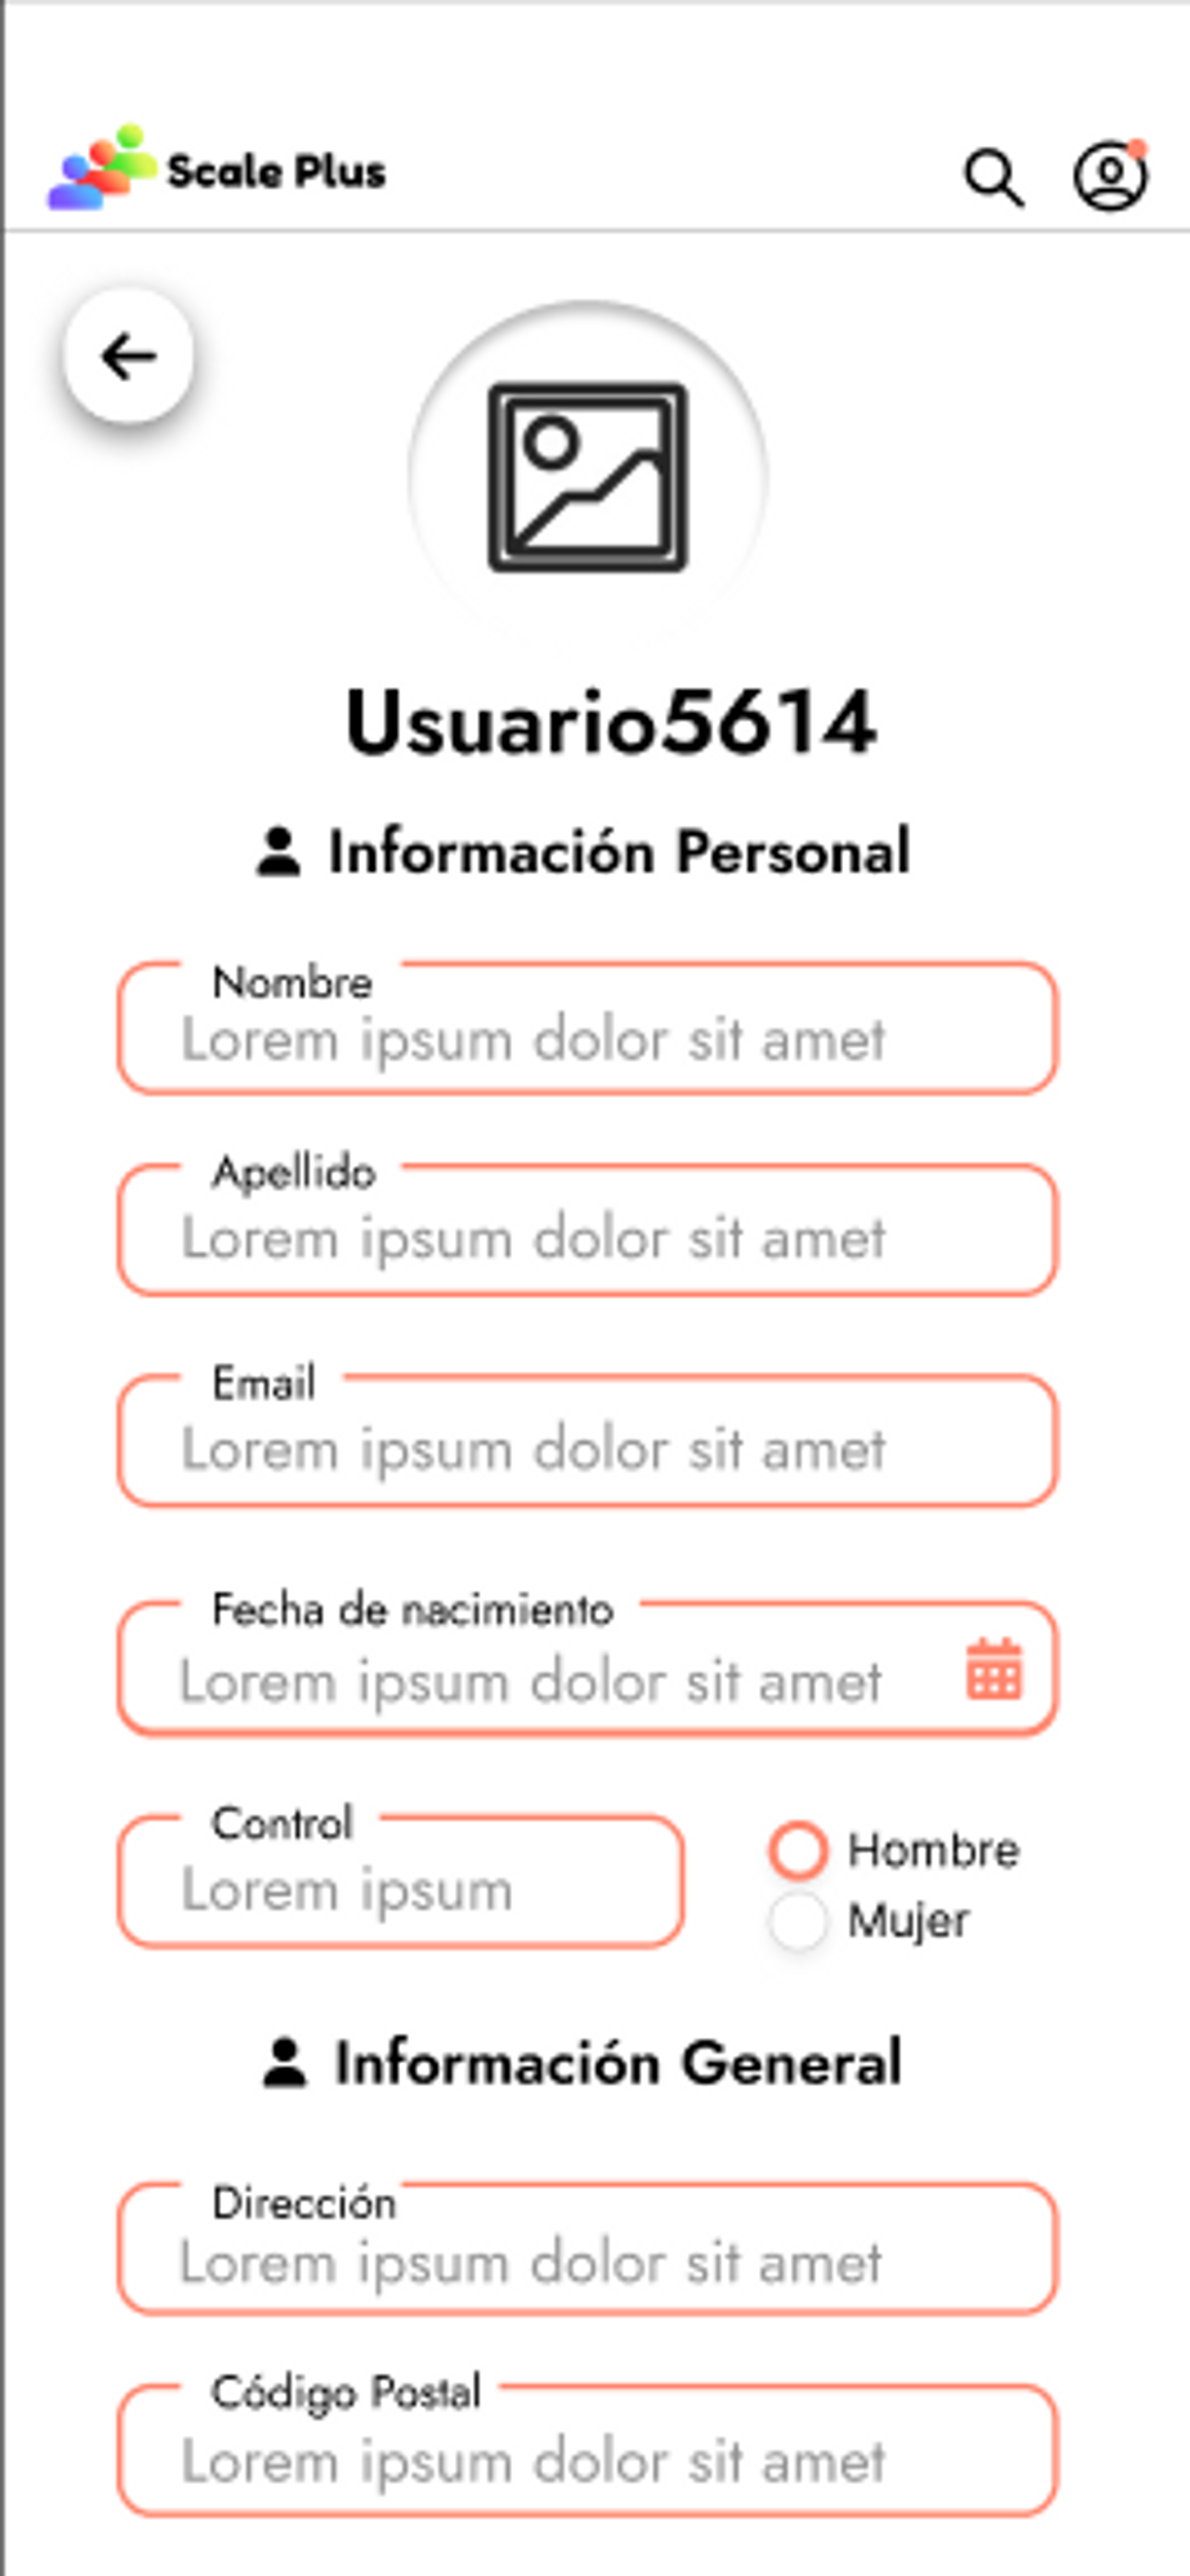 Scale Plus
Usuario5614
Información Personal
Nombre
Lorem ipsum dolor sit amet
Apellido
Lorem ipsum dolor sit amet
Email
Lorem ipsum dolor sit amet
Fecha de nacimiento
Lorem ipsum dolor sit amet
Control
Lorem ipsum
Hombre
Mujer
Información General
Dirección
Lorem ipsum dolor sit amet
Código Postal
Lorem ipsum dolor sit amet